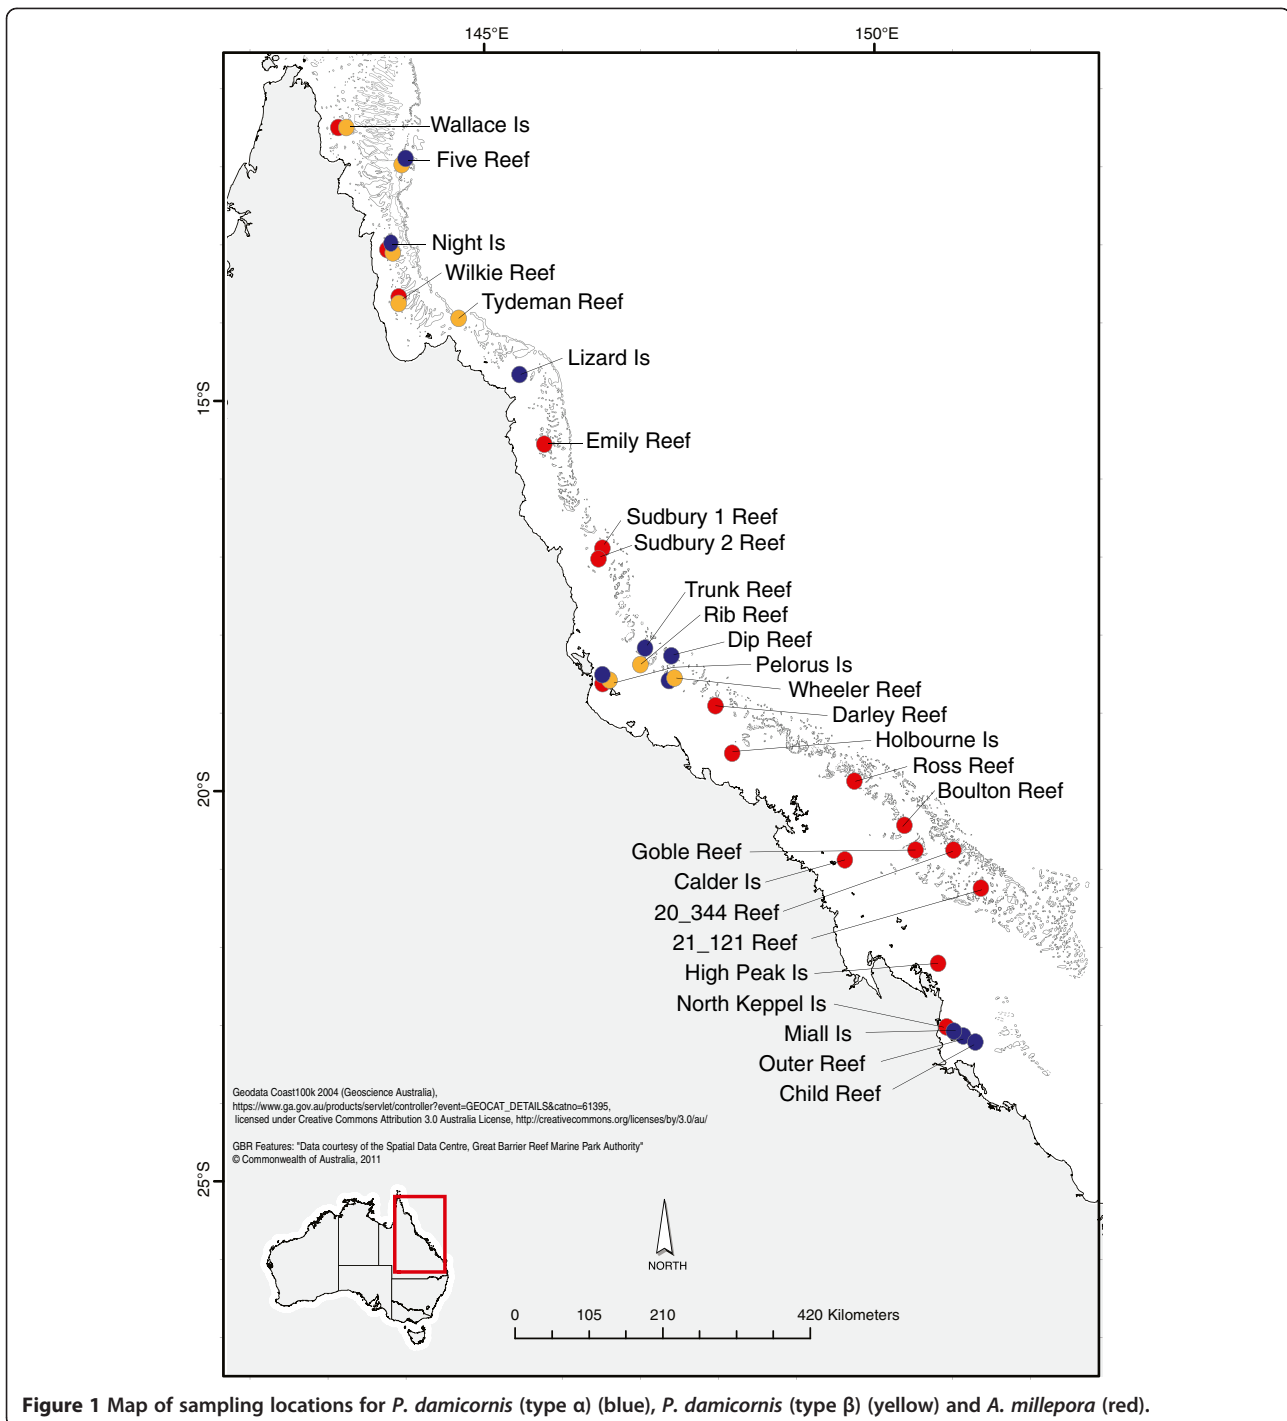 145°E
150°E
Wallace Is
Five Reef
Night Is
Wilkie Reef
Tydeman Reef
Lizard Is
15°S
Emily Reef
Sudbury 1 Reef
Sudbury 2 Reef
Trunk Reef
Rib Reef
Dip Reef
Pelorus Is
Wheeler Reef
Darley Reef
Holbourne Is
Ross Reef
20°S
Boulton Reef
Goble Reef
Calder Is
20_344 Reef
21_121 Reef
High Peak Is
North Keppel Is
Miall Is
Outer Reef
Child Reef
Geodata Coast100k 2004 (Geoscience Australia),
https://www.ga.gov.au/products/servlet/controller?event=GEOCAT_DETAILS&catno=61395,
licensed under Creative Commons Attribution 3.0 Australia License, http://creativecommons.org/licenses/by/3.0/au/
GBR Features: "Data courtesy of the Spatial Data Centre, Great Barrier Reef Marine Park Authority"
© Commonwealth of Australia, 2011
25°S
NORTH
0 105 210 420 Kilometers
Figure 1 Map of sampling locations for P. damicornis (type α) (blue), P. damicornis (type β) (yellow) and A. millepora (red).